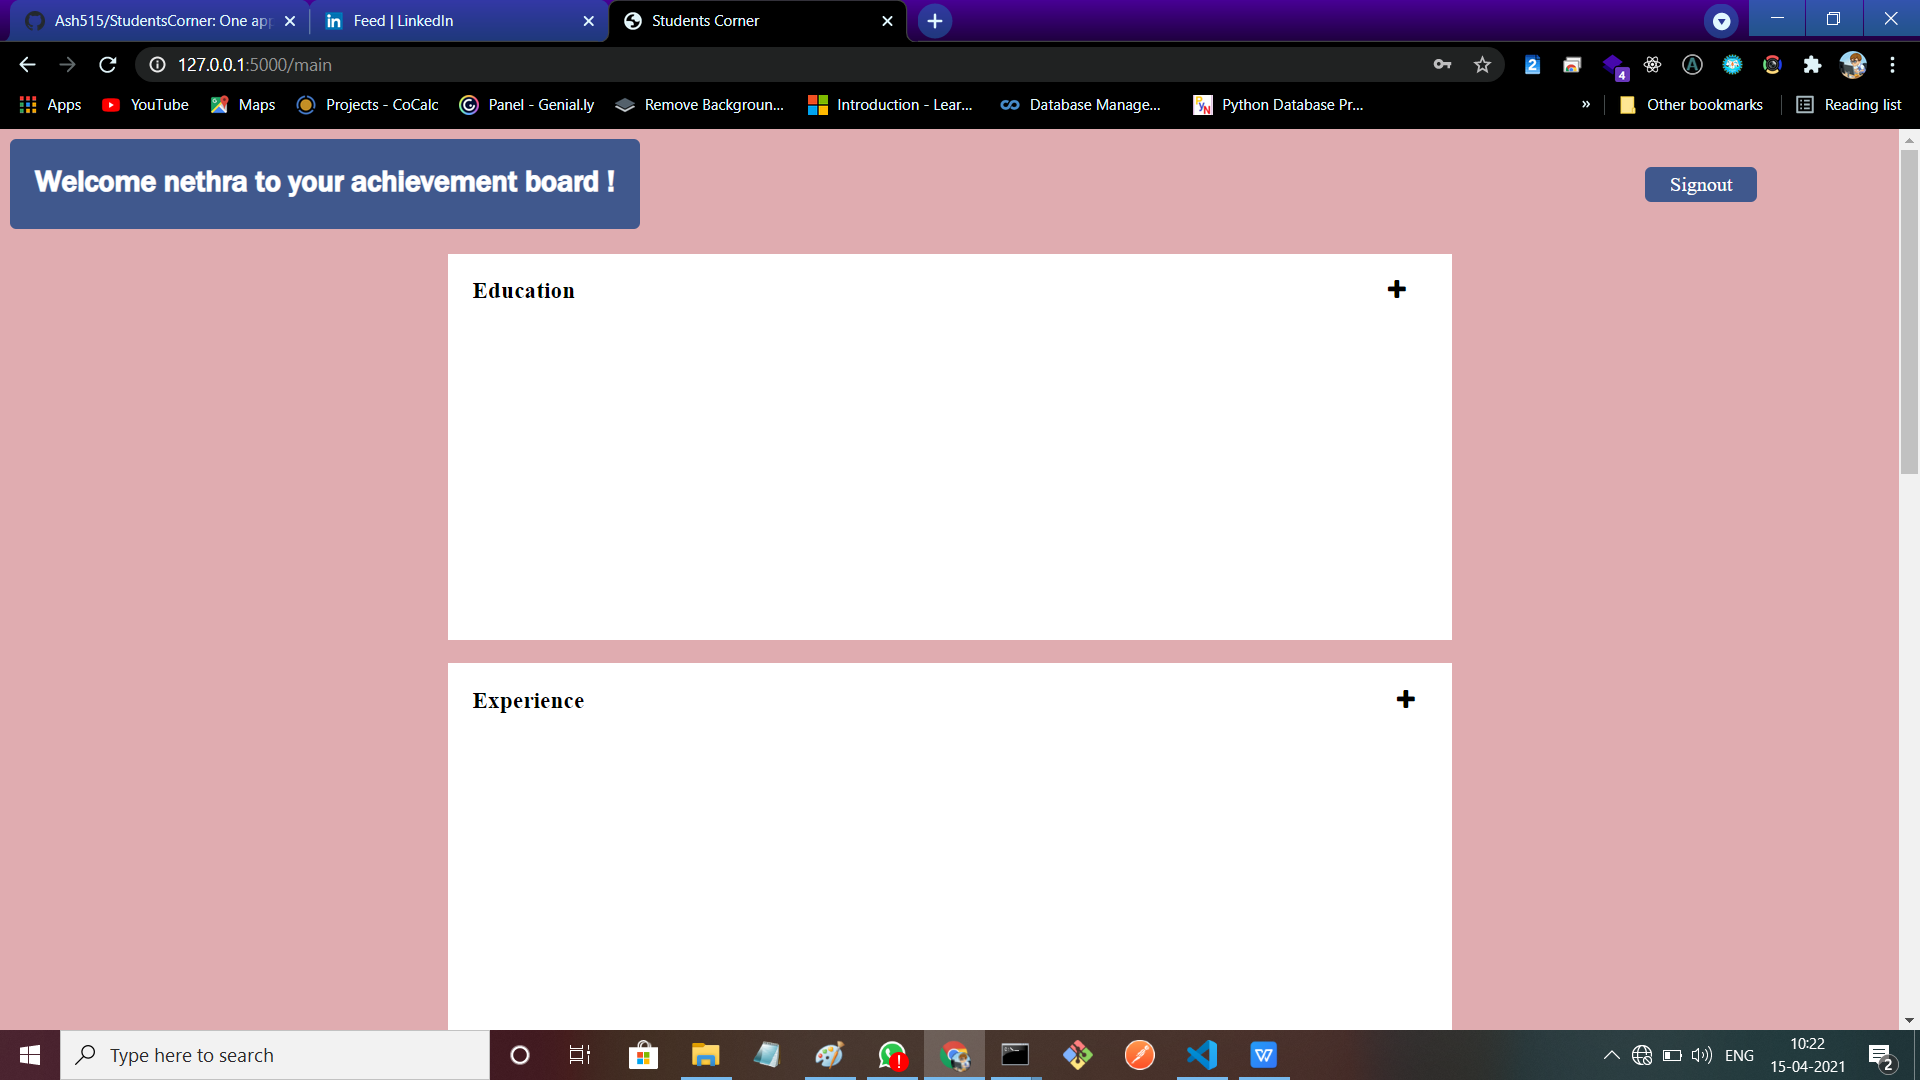 Ash515/StudentsCorner: One app
Feed | LinkedIn
Students Corner
127.0.0.1:5000/main
2
4
Apps
YouTube
Maps
Projects - CoCalc
Panel - Genial.ly
Remove Backgroun...
Introduction - Lear...
Database Manage...
Python Database Pr...
»
Other bookmarks
Reading list
Welcome nethra to your achievement board !
Signout
Education
Experience
Type here to search
ENG
10:22
15-04-2021
2